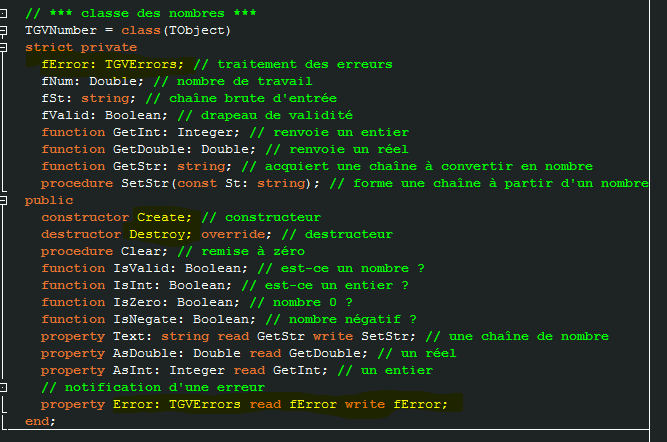 // *** classe des nombres ***
TGVNumber = class(TObject)
strict private
fError: TGVErrors; // traitement des erreurs
fNum: Double; // nombre de travail
fSt: string; // chaîne brute d'entrée
fValid: Boolean; // drapeau de validité
function GetInt: Integer; // renvoie un entier
function GetDouble: Double; // renvoie un réel
function GetStr: string; // acquiert une chaîne à convertir en nombre
procedure SetStr(const St: string); // forme une chaîne à partir d'un nombre
public
constructor Create; // constructeur
destructor Destroy; override; // destructeur
procedure Clear; // remise à zéro
function IsValid: Boolean; // est-ce un nombre ?
function IsInt: Boolean; // est-ce un entier ?
function IsZero: Boolean; // nombre 0 ?
function IsNegate: Boolean; // nombre négatif ?
property Text: string read GetStr write SetStr; // une chaîne de nombre
property AsDouble: Double read GetDouble; // un réel
property AsInt: Integer read GetInt; // un entier
// notification d'une erreur
property Error: TGVErrors read fError write fError;
end;